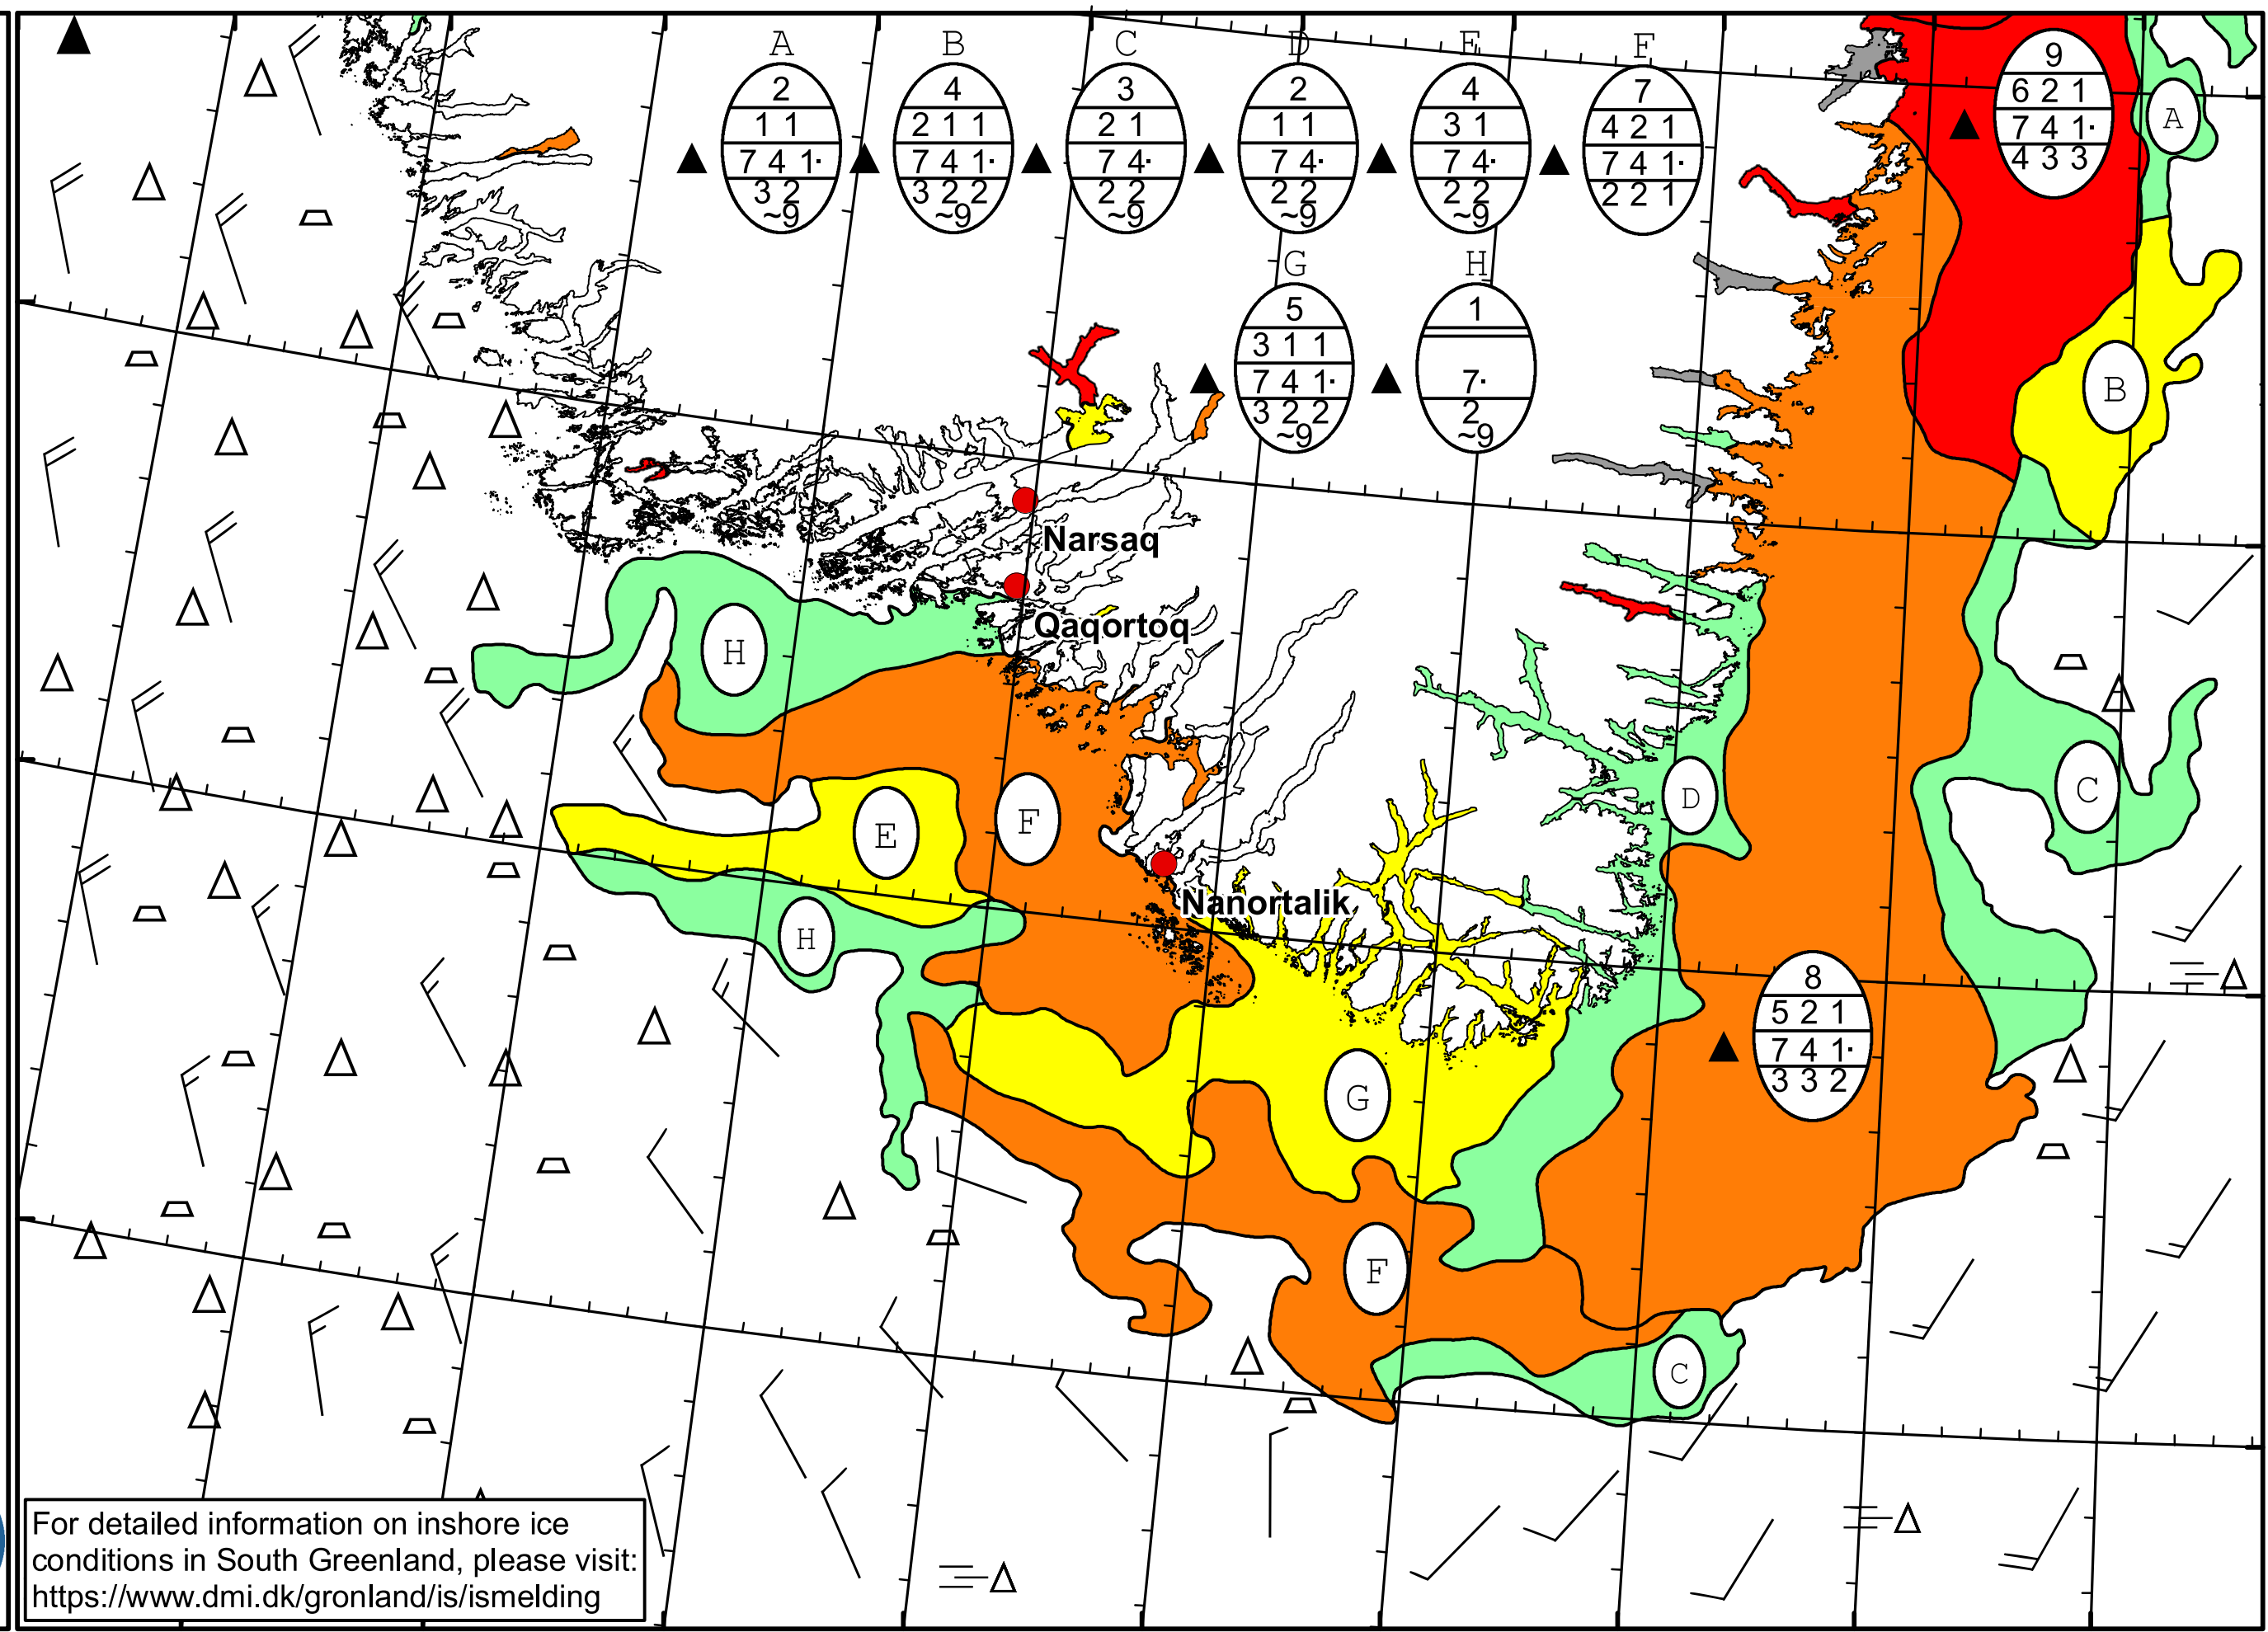 A B C D E F
2
1 1
7 4 1·
3 2
~9
4
2 1 1
7 4 1·
3 2 2
~9
3
2 1
7 4·
2 2
~9
2
1 1
7 4·
2 2
~9
4
3 1
7 4·
2 2
~9
7
4 2 1
7 4 1·
2 2 1
9
6 2 1
7 4 1·
4 3 3
A
G H
5
3 1 1
7 4 1·
3 2 2
~9
1
7·
2
~9
B
Narsaq
Qaqortoq
H
D
C
E
F
Nanortalik
H
8
5 2 1
7 4 1·
3 3 2
G
F
C
For detailed information on inshore ice
conditions in South Greenland, please visit:
https://www.dmi.dk/gronland/is/ismelding